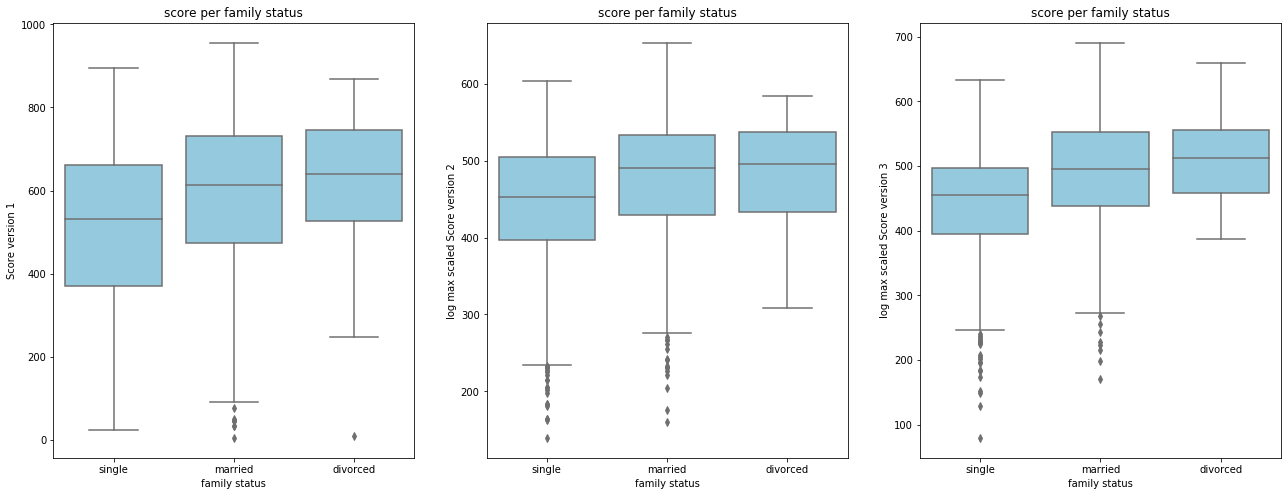 score per family status
Score version 1
1000
800
600
400
200
0
single married divorced
family status
score per family status
log max scaled Score version 2
600
500
400
300
200
single married divorced
family status
score per family status
log max scaled Score version 3
700
600
500
400
300
200
100
single married divorced
family status